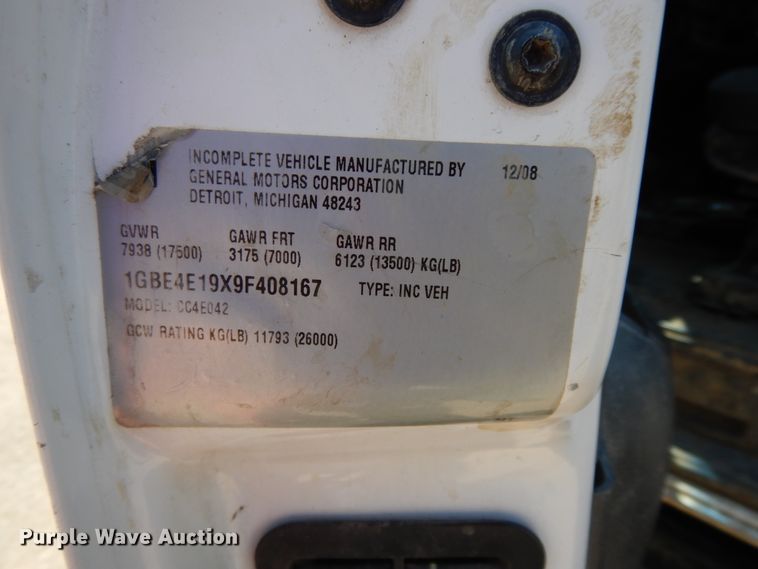 INCOMPLETE VEHICLE MANUFACTURED BY 12/08
GENERAL MOTORS CORPORATION
DETROIT, MICHIGAN 48243
GVWR GAWR FRT GAWR RR
7938 (17500) 3175 (7000) 6123 (13500) KG(LB)
1GBE4E19X9F408167 TYPE: INC VEH
MODEL: CC4E042
GCW RATING KG(LB) 11793 (26000)
Purple Wave Auction